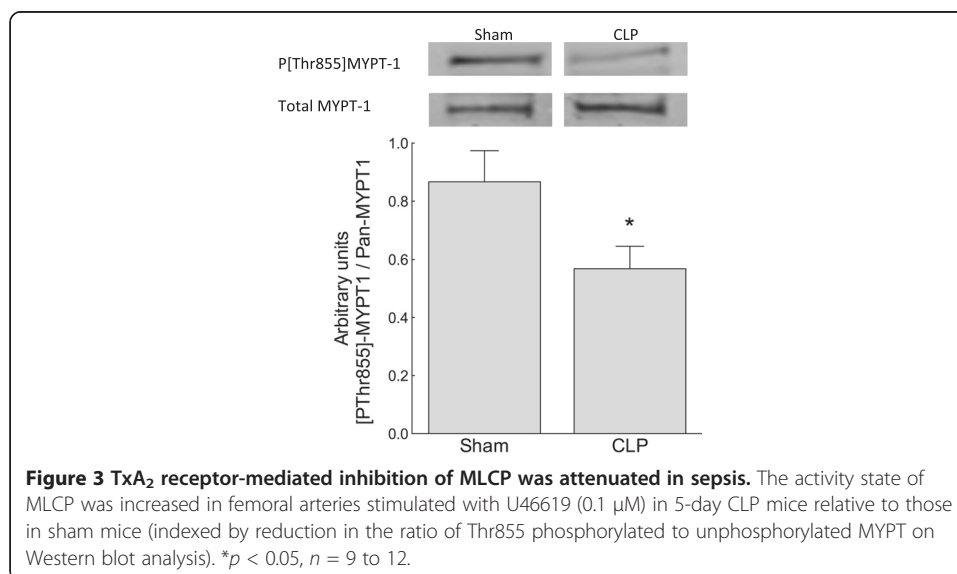 Sham CLP
P[Thr855]MYPT-1
Total MYPT-1
Arbitrary units
[PThr855]-MYPT1 / Pan-MYPT1
1.0
0.8
*
0.6
0.4
0.2
0.0
Sham CLP
Figure 3 TxA₂ receptor-mediated inhibition of MLCP was attenuated in sepsis. The activity state of
MLCP was increased in femoral arteries stimulated with U46619 (0.1 μM) in 5-day CLP mice relative to those
in sham mice (indexed by reduction in the ratio of Thr855 phosphorylated to unphosphorylated MYPT on
Western blot analysis). *p < 0.05, n = 9 to 12.